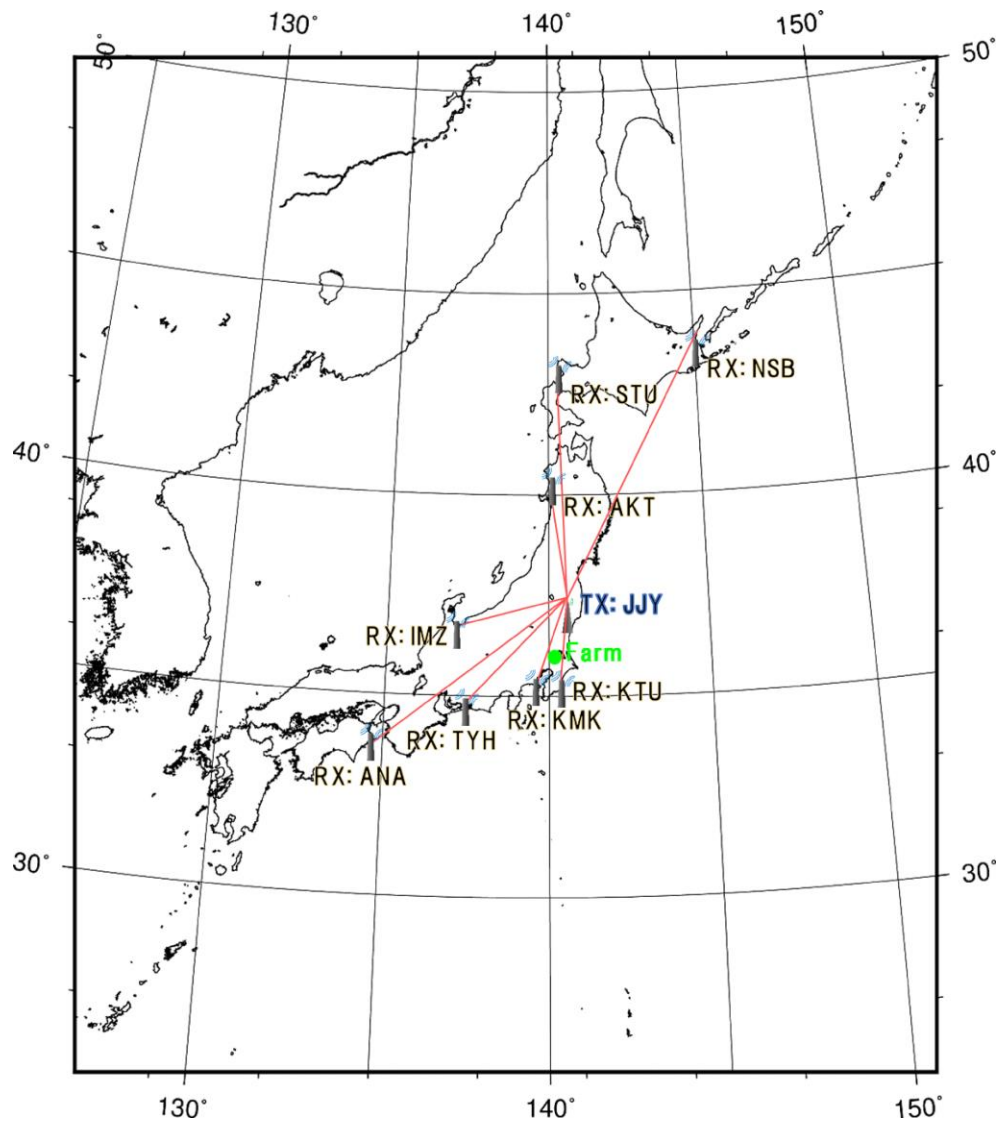 130° 140° 150°
50° 50°
RX: NSB
RX: STU
40° 40°
RX: AKT
TX: JJY
RX: IMZ
Farm
RX: KTU
RX: KMK
RX: TYH
RX: ANA
30° 30°
130° 140° 150°